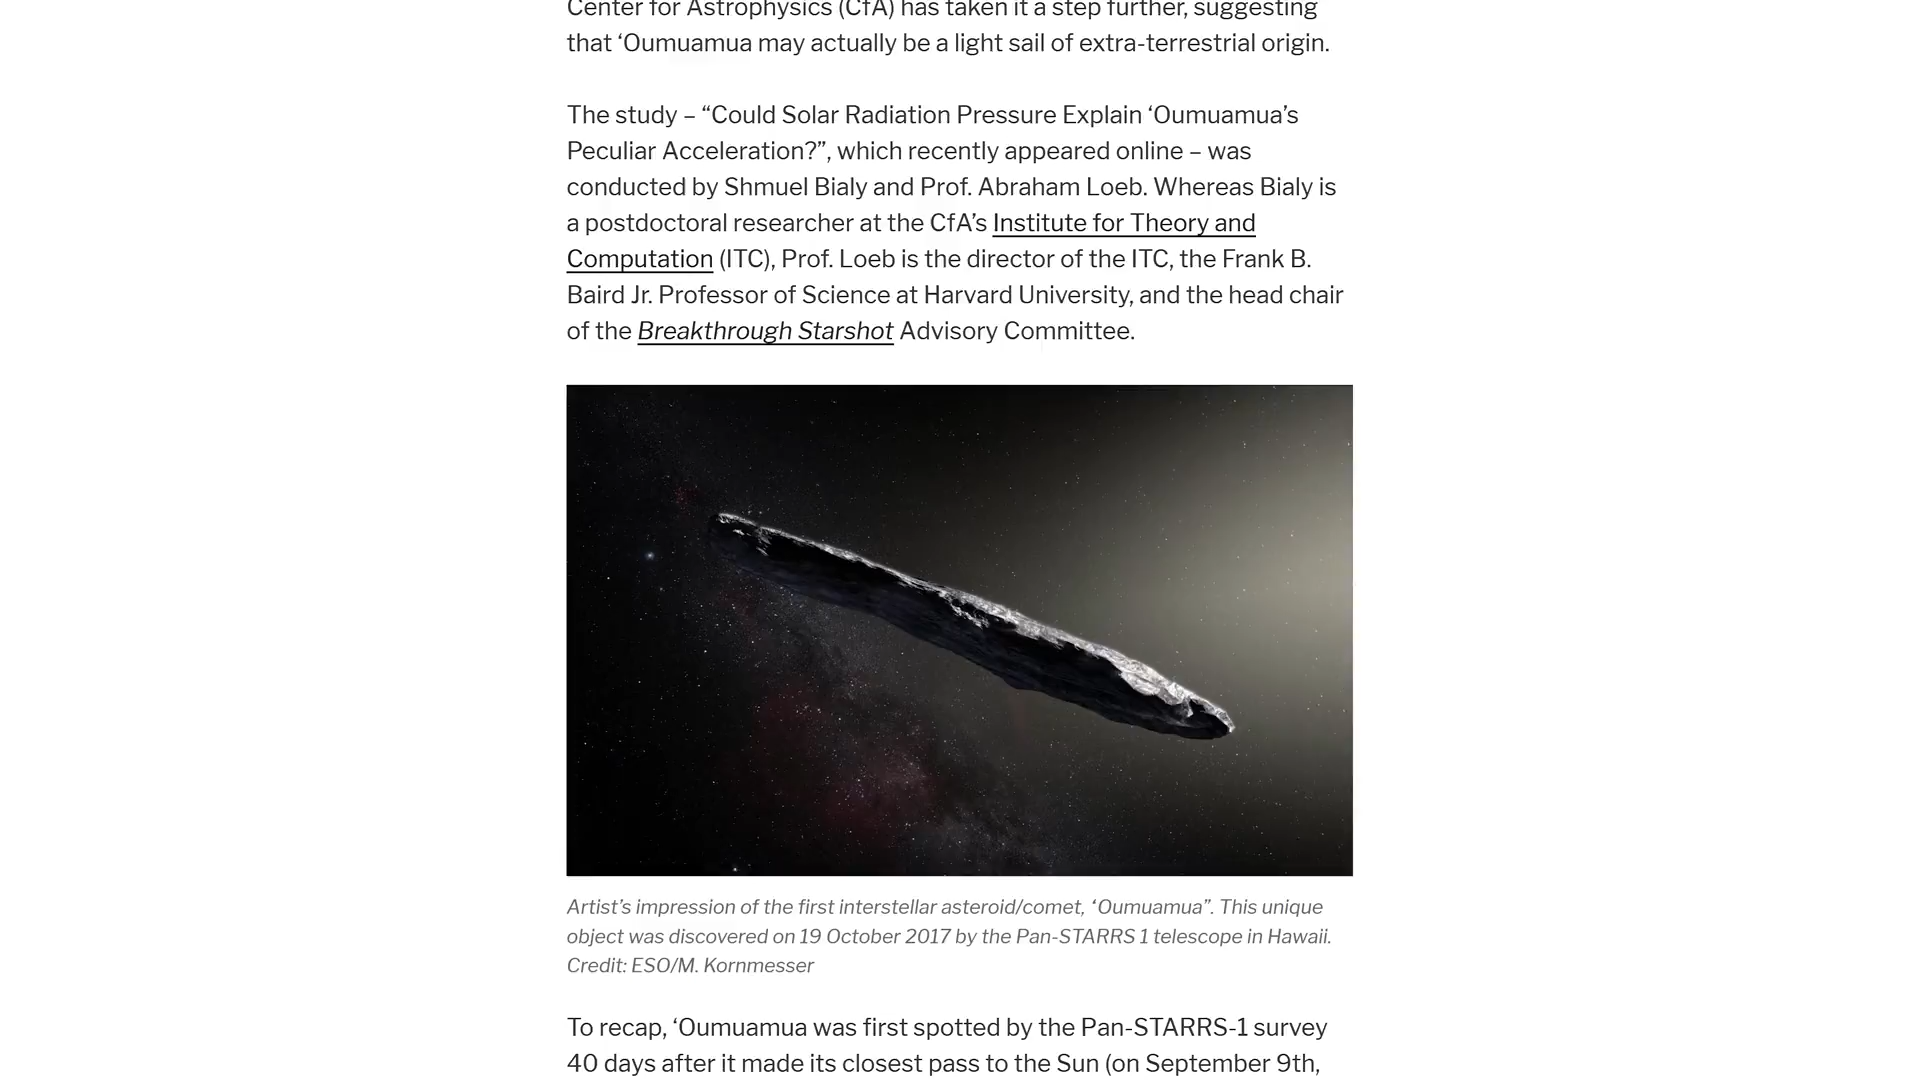 Center for Astrophysics (CfA) has taken it a step further, suggesting
that ‘Oumuamua may actually be a light sail of extra-terrestrial origin.
The study – “Could Solar Radiation Pressure Explain ‘Oumuamua’s
Peculiar Acceleration?”, which recently appeared online – was
conducted by Shmuel Bialy and Prof. Abraham Loeb. Whereas Bialy is
a postdoctoral researcher at the CfA’s Institute for Theory and
Computation (ITC), Prof. Loeb is the director of the ITC, the Frank B.
Baird Jr. Professor of Science at Harvard University, and the head chair
of the Breakthrough Starshot Advisory Committee.
Artist’s impression of the first interstellar asteroid/comet, ‘Oumuamua”. This unique
object was discovered on 19 October 2017 by the Pan-STARRS 1 telescope in Hawaii.
Credit: ESO/M. Kornmesser
To recap, ‘Oumuamua was first spotted by the Pan-STARRS-1 survey
40 days after it made its closest pass to the Sun (on September 9th,